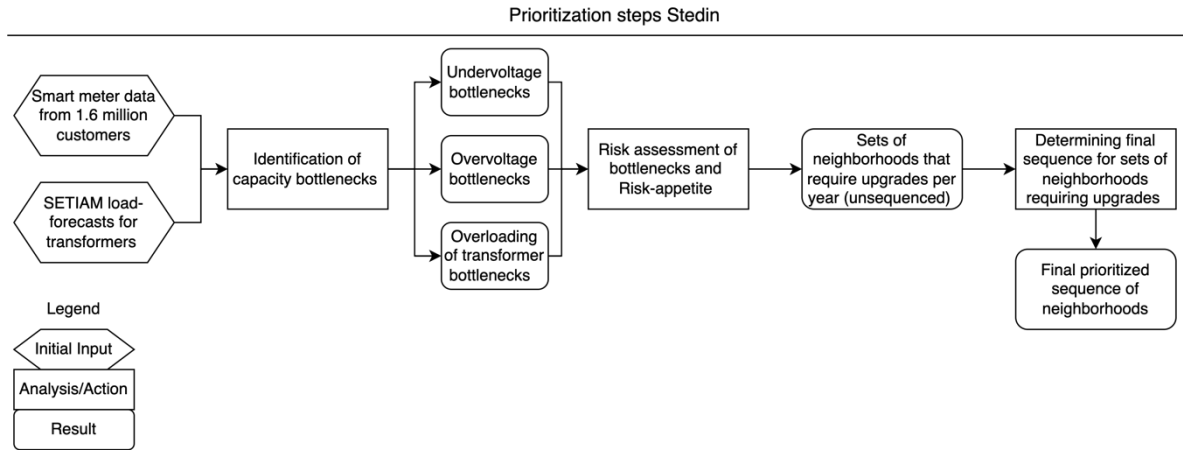 Prioritization steps Stedin
Smart meter data
from 1.6 million
customers
SETIAM load-
forecasts for
transformers
Identification of
capacity bottlenecks
Undervoltage
bottlenecks
Overvoltage
bottlenecks
Overloading
of transformer
bottlenecks
Risk assessment of
bottlenecks and
Risk-appetite
Sets of
neighborhoods that
require upgrades per
year (unsequenced)
Determining final
sequence for sets of
neighborhoods
requiring upgrades
Final prioritized
sequence of
neighborhoods
Legend
Initial Input
Analysis/Action
Result